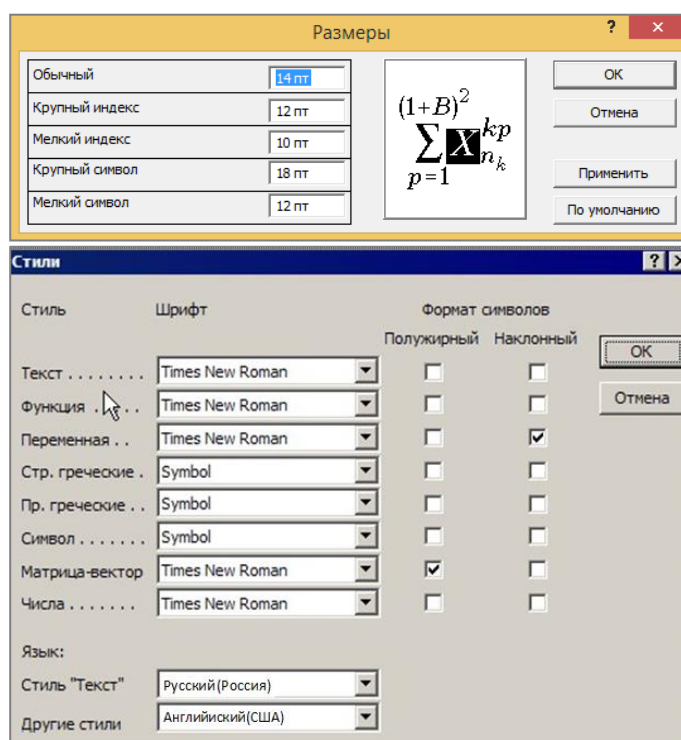 Размеры ?
Обычный 14 пт
Крупный индекс 12 пт
Мелкий индекс 10 пт
Крупный символ 18 пт
Мелкий символ 12 пт
(1+B)²
∑ X kp
p=1 n k
OK
Отмена
Применить
По умолчанию
Стили ?
Стиль Шрифт Формат символов
Полужирный Наклонный
Текст . . . . . . . . Times New Roman
Функция . . . . Times New Roman
Переменная . . Times New Roman
Стр. греческие . Symbol
Пр. греческие . . Symbol
Символ . . . . . . . Symbol
Матрица-вектор Times New Roman
Числа . . . . . . . Times New Roman
OK
Отмена
Язык:
Стиль "Текст" Русский(Россия)
Другие стили Английиский(США)